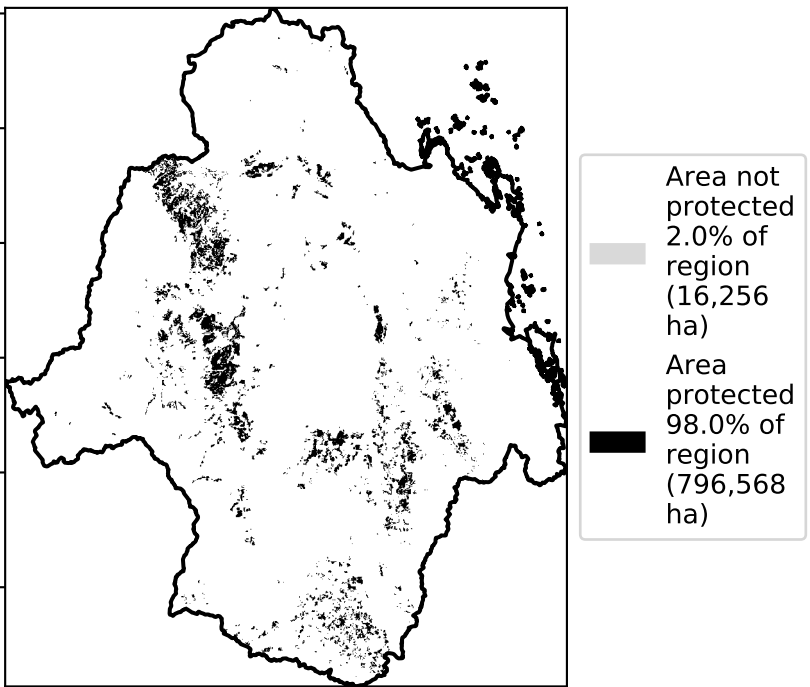 Area not
protected
2.0% of
region
(16,256
ha)
Area
protected
98.0% of
region
(796,568
ha)